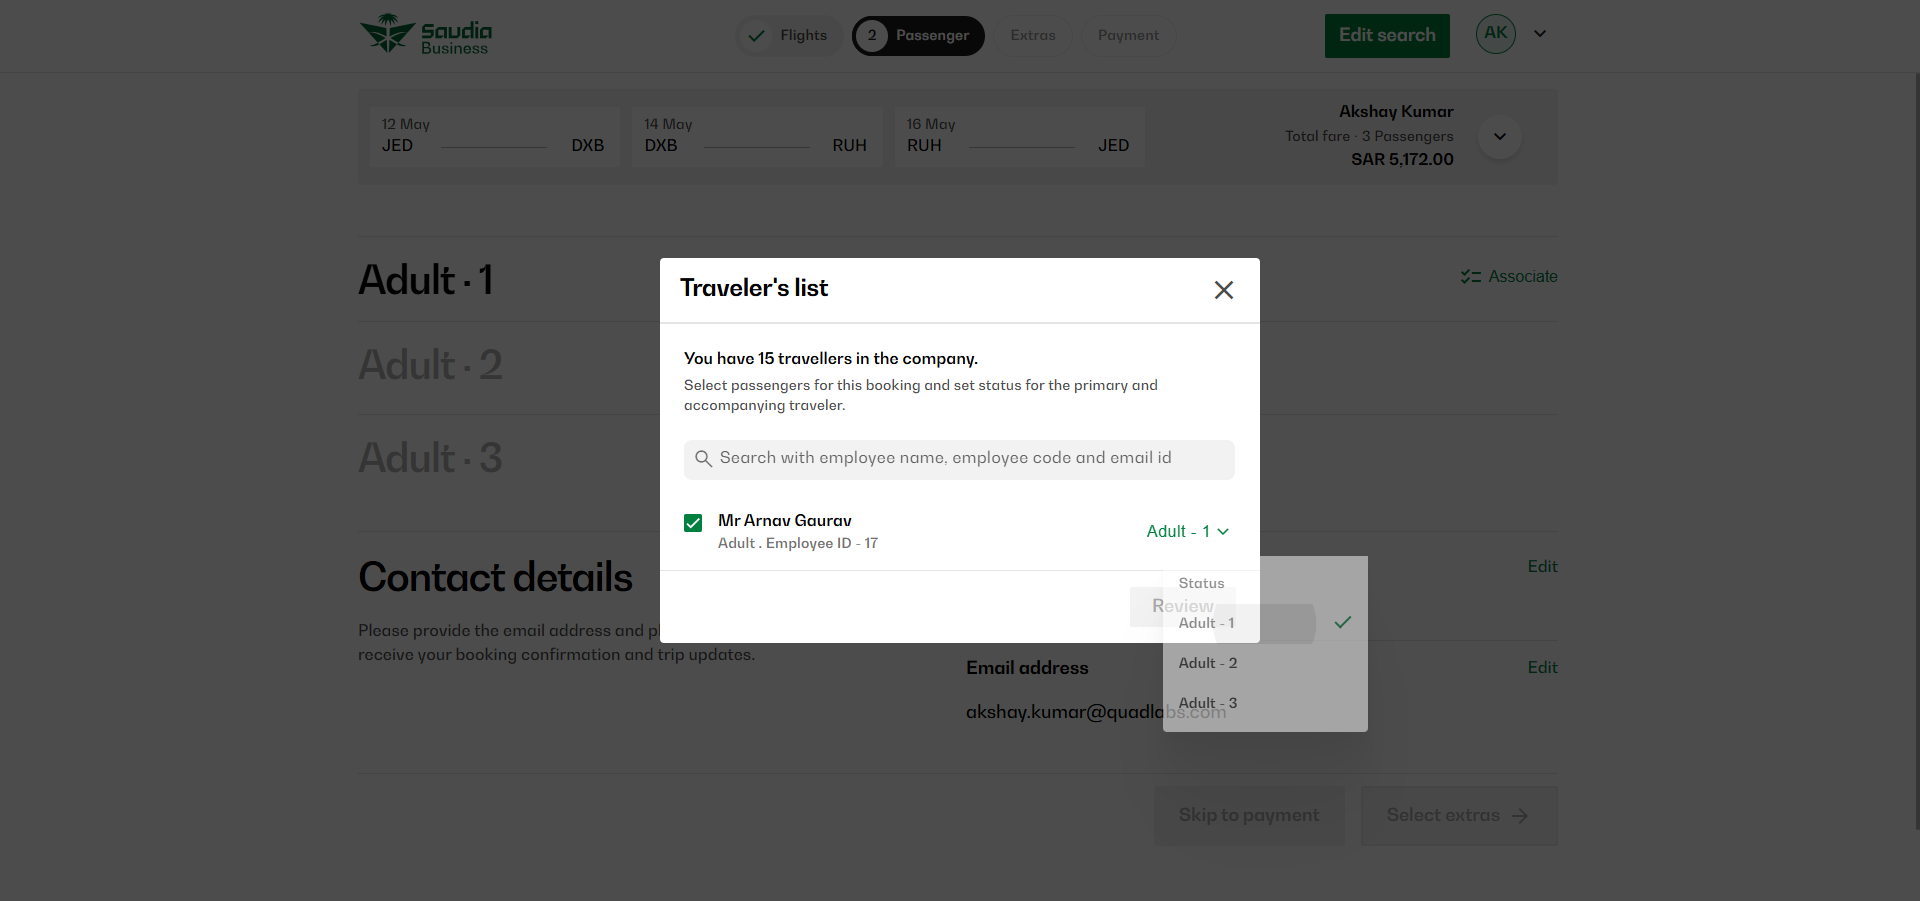 Saudia
Business
Flights
2 Passenger
Extras
Payment
Edit search
AK
12 May
JED DXB
14 May
DXB RUH
16 May
RUH JED
Akshay Kumar
Total fare · 3 Passengers
SAR 5,172.00
Adult · 1
Associate
Adult · 2
Adult · 3
Traveler's list
You have 15 travellers in the company.
Select passengers for this booking and set status for the primary and
accompanying traveler.
Search with employee name, employee code and email id
Mr Arnav Gaurav
Adult . Employee ID - 17
Adult - 1
Review
Status
Adult - 1
Adult - 2
Adult - 3
Contact details
Edit
Please provide the email address and
receive your booking confirmation and trip updates.
Email address
Edit
akshay.kumar@quadlabs.com
Skip to payment
Select extras